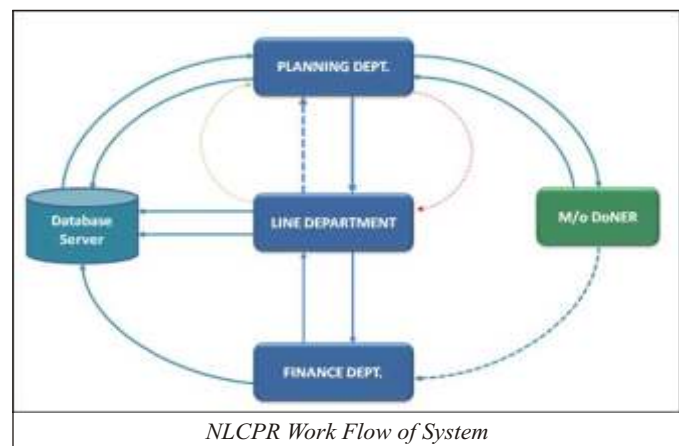 PLANNING DEPT.
Database
Server
LINE DEPARTMENT
M/o DoNER
FINANCE DEPT.
NLCPR Work Flow of System